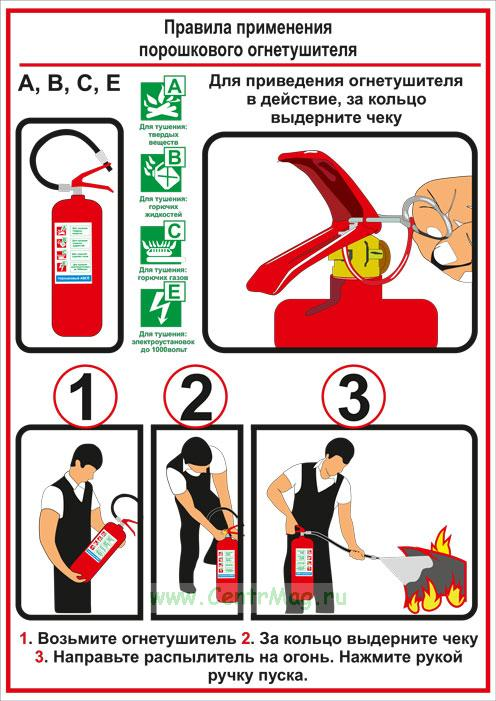 Правила применения
порошкового огнетушителя
A, B, C, E
A
Для тушения:
твердых
веществ
B
Для тушения:
горючих
жидкостей
C
Для тушения:
горючих газов
E
Для тушения:
электроустановок
до 1000вольт
Для приведения огнетушителя
в действие, за кольцо
выдерните чеку
1
2
3
www.CentrMag.ru
1. Возьмите огнетушитель 2. За кольцо выдерните чеку
3. Направьте распылитель на огонь. Нажмите рукой
ручку пуска.